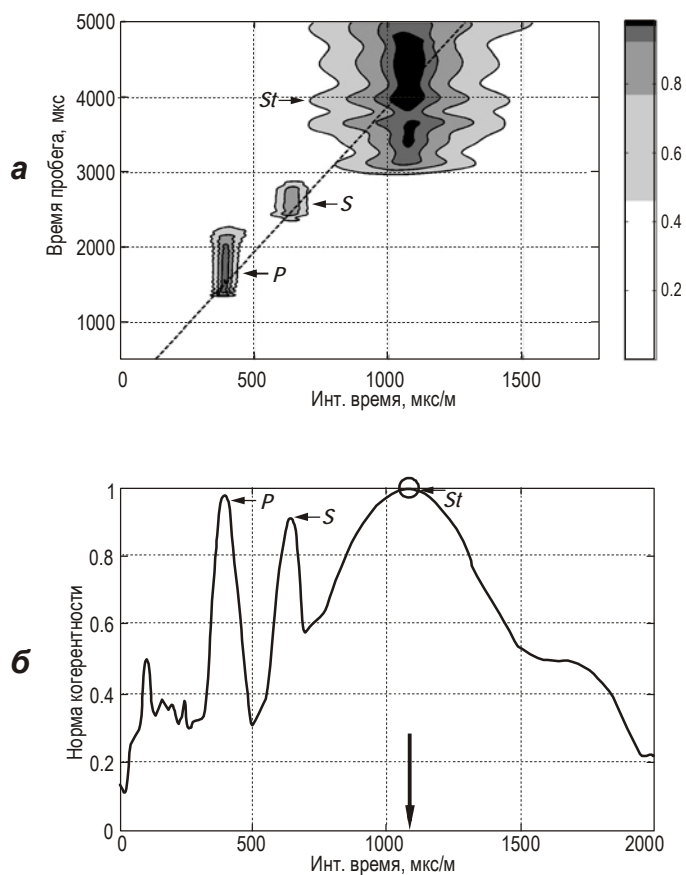 а
Время пробега, мкс
5000
4000
3000
2000
1000
St
S
P
0
500
1000
1500
Инт. время, мкс/м
0.8
0.6
0.4
0.2
б
Норма когерентности
1
0.8
0.6
0.4
0.2
0
P
S
St
0
500
1000
1500
2000
Инт. время, мкс/м